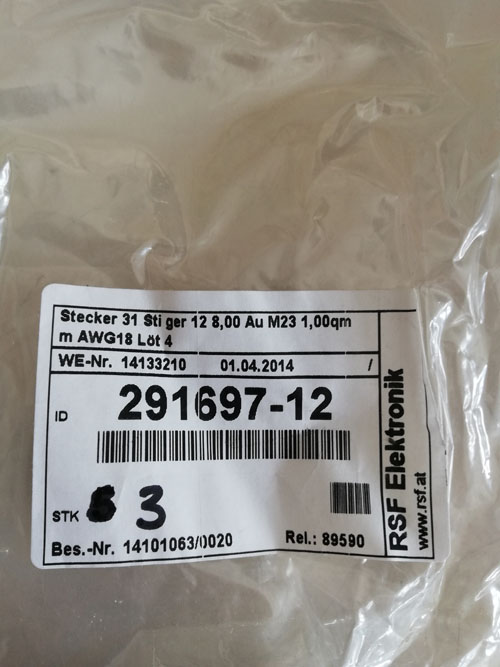 Stecker 31 Sti ger 12 8,00 Au M23 1,00qm
m AWG18 Löt 4
WE-Nr. 14133210 01.04.2014 /
ID 291697-12
STK 3
Bes.-Nr. 14101063/0020 Rel.: 89590
RSF Elektronik
www.rsf.at